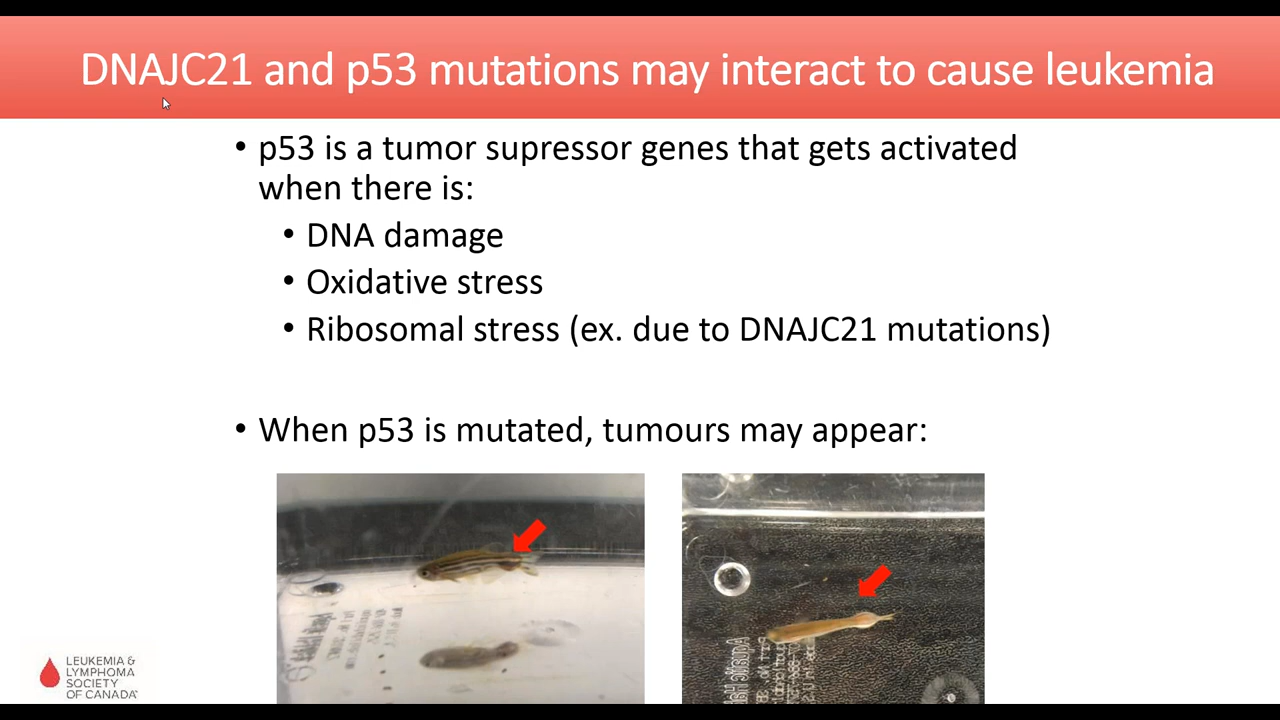 DNAJC21 and p53 mutations may interact to cause leukemia
• p53 is a tumor supressor genes that gets activated
when there is:
• DNA damage
• Oxidative stress
• Ribosomal stress (ex. due to DNAJC21 mutations)
• When p53 is mutated, tumours may appear:
LEUKEMIA &
LYMPHOMA
SOCIETY
OF CANADA